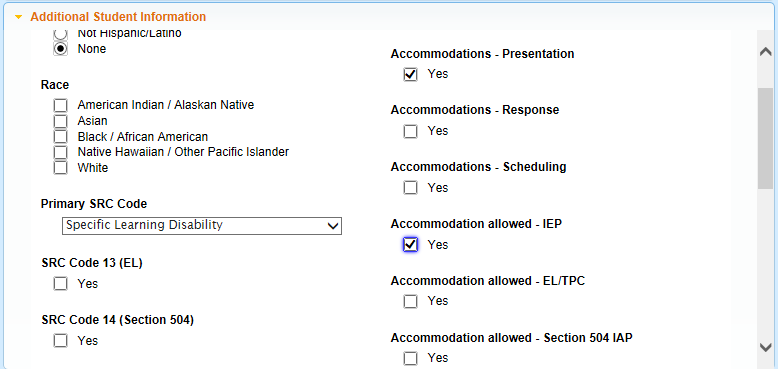 Additional Student Information
Not Hispanic/Latino
None
Race
American Indian / Alaskan Native
Asian
Black / African American
Native Hawaiian / Other Pacific Islander
White
Primary SRC Code
Specific Learning Disability
SRC Code 13 (EL)
Yes
SRC Code 14 (Section 504)
Yes
Accommodations - Presentation
Yes
Accommodations - Response
Yes
Accommodations - Scheduling
Yes
Accommodation allowed - IEP
Yes
Accommodation allowed - EL/TPC
Yes
Accommodation allowed - Section 504 IAP
Yes